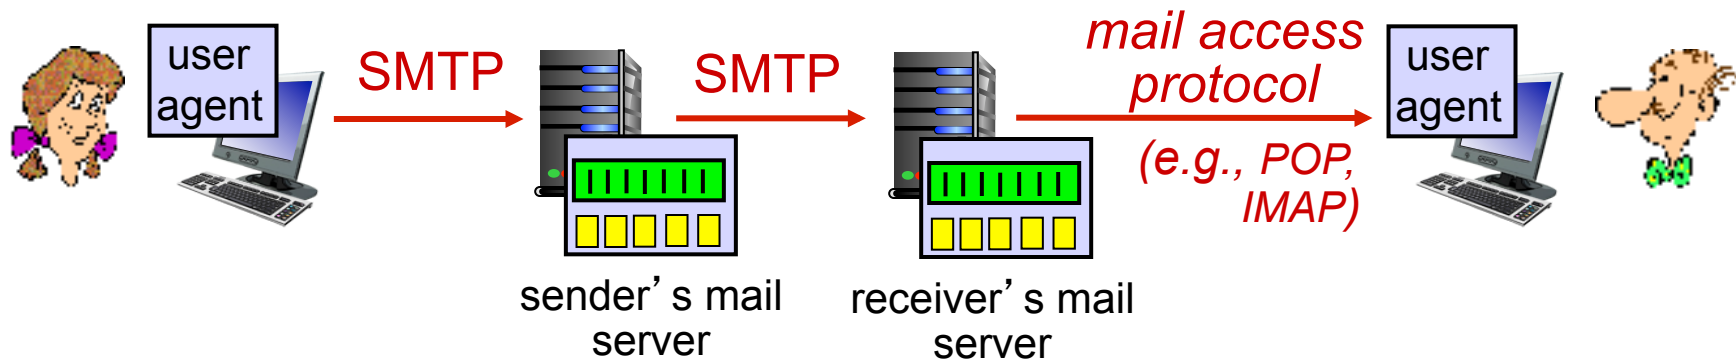 user
agent
SMTP
SMTP
mail access
protocol
(e.g., POP,
IMAP)
user
agent
sender’s mail
server
receiver’s mail
server